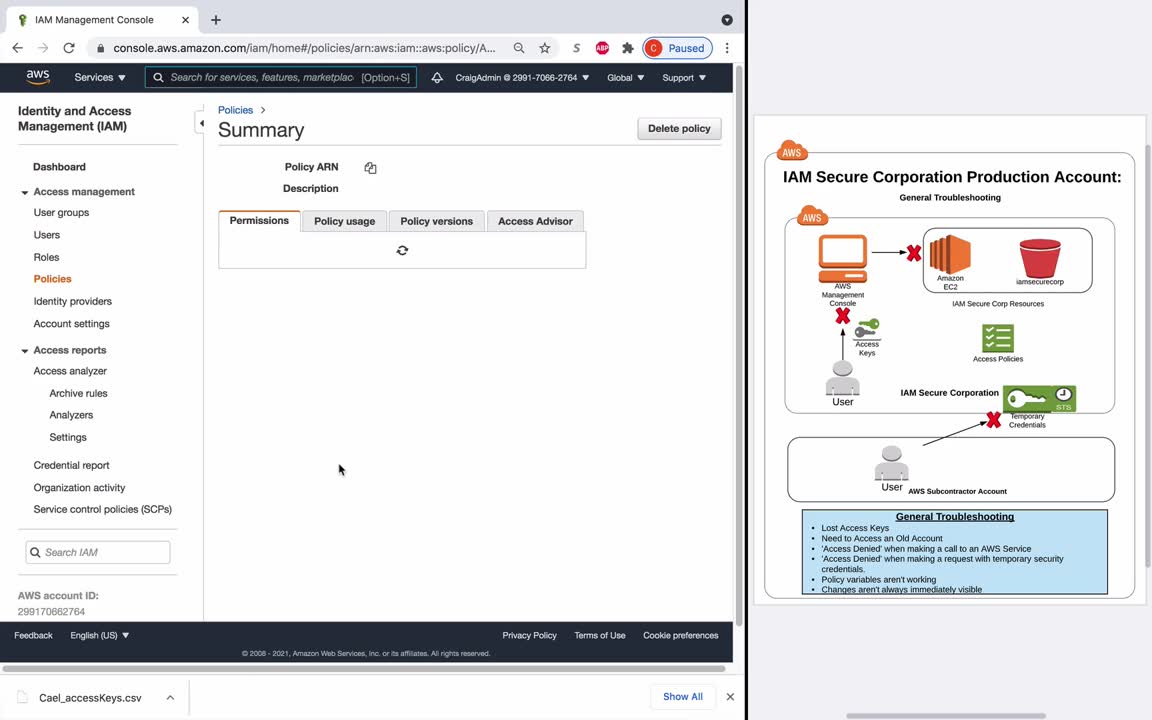 IAM Management Console
console.aws.amazon.com/iam/home#/policies/arn:aws:iam::aws:policy/A...
S
ABP
C Paused
aws
Services
Search for services, features, marketplac [Option+S]
CraigAdmin @ 2991-7066-2764
Global
Support
Identity and Access
Management (IAM)
Dashboard
Access management
User groups
Users
Roles
Policies
Identity providers
Account settings
Access reports
Access analyzer
Archive rules
Analyzers
Settings
Credential report
Organization activity
Service control policies (SCPs)
Search IAM
AWS account ID:
299170662764
Policies >
Summary
Delete policy
Policy ARN
Description
Permissions
Policy usage
Policy versions
Access Advisor
Feedback
English (US)
Privacy Policy
Terms of Use
Cookie preferences
© 2008 - 2021, Amazon Web Services, Inc. or its affiliates. All rights reserved.
Cael_accessKeys.csv
Show All
AWS
IAM Secure Corporation Production Account:
General Troubleshooting
AWS
AWS
Management
Console
Amazon
EC2
iamsecurecorp
IAM Secure Corp Resources
Access
Keys
Access Policies
User
IAM Secure Corporation
STS
Temporary
Credentials
User
AWS Subcontractor Account
General Troubleshooting
• Lost Access Keys
• Need to Access an Old Account
• 'Access Denied' when making a call to an AWS Service
• 'Access Denied' when making a request with temporary security
credentials.
• Policy variables aren't working
• Changes aren't always immediately visible